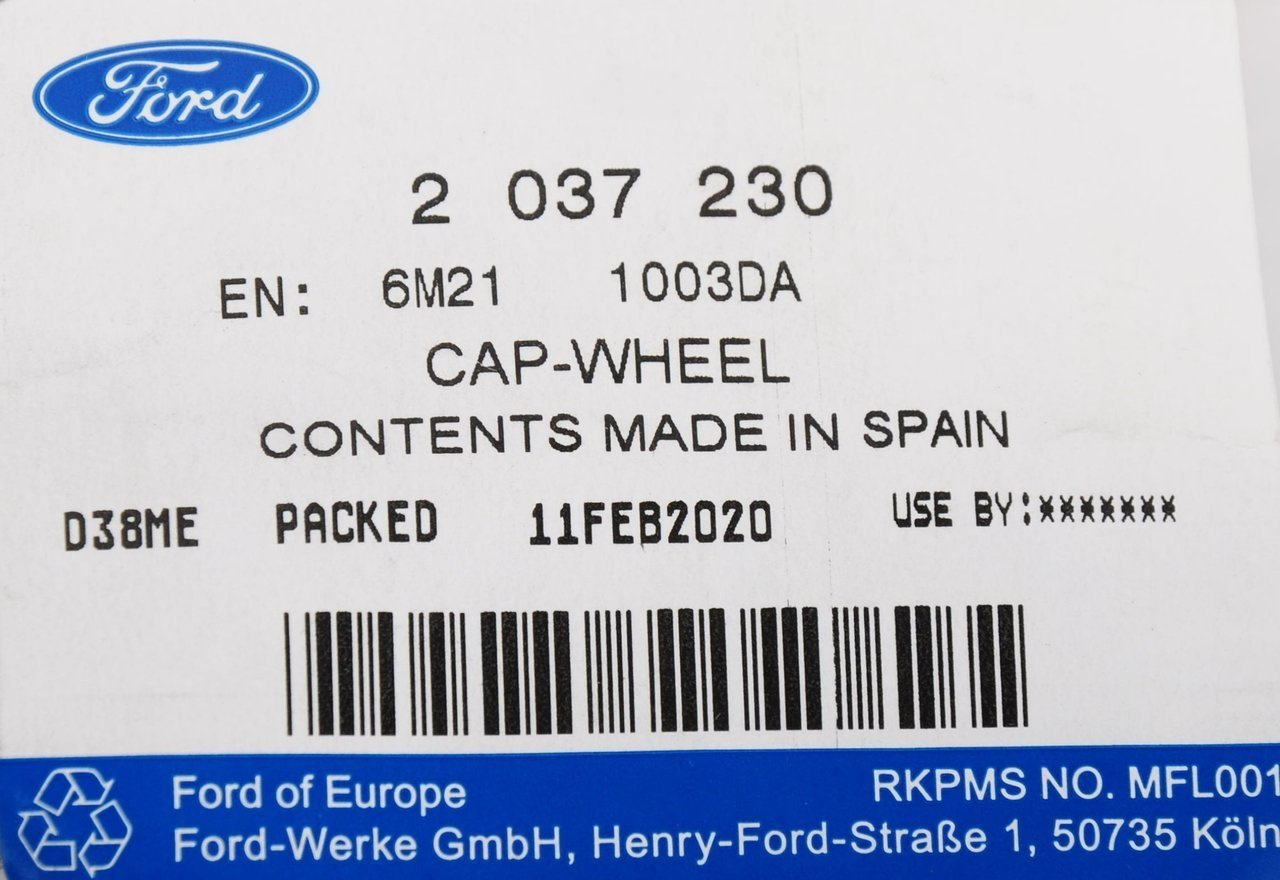 Ford
2 037 230
EN: 6M21 1003DA
CAP-WHEEL
CONTENTS MADE IN SPAIN
D38ME PACKED 11FEB2020 USE BY:*******
Ford of Europe RKPMS NO. MFL001
Ford-Werke GmbH, Henry-Ford-Straße 1, 50735 Köln